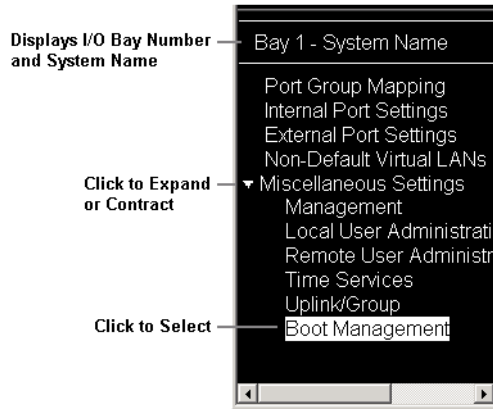 Displays I/O Bay Number
and System Name
Bay 1 - System Name
Port Group Mapping
Internal Port Settings
External Port Settings
Non-Default Virtual LANs
Click to Expand
or Contract
Miscellaneous Settings
Management
Local User Administrati
Remote User Administr
Time Services
Uplink/Group
Click to Select
Boot Management